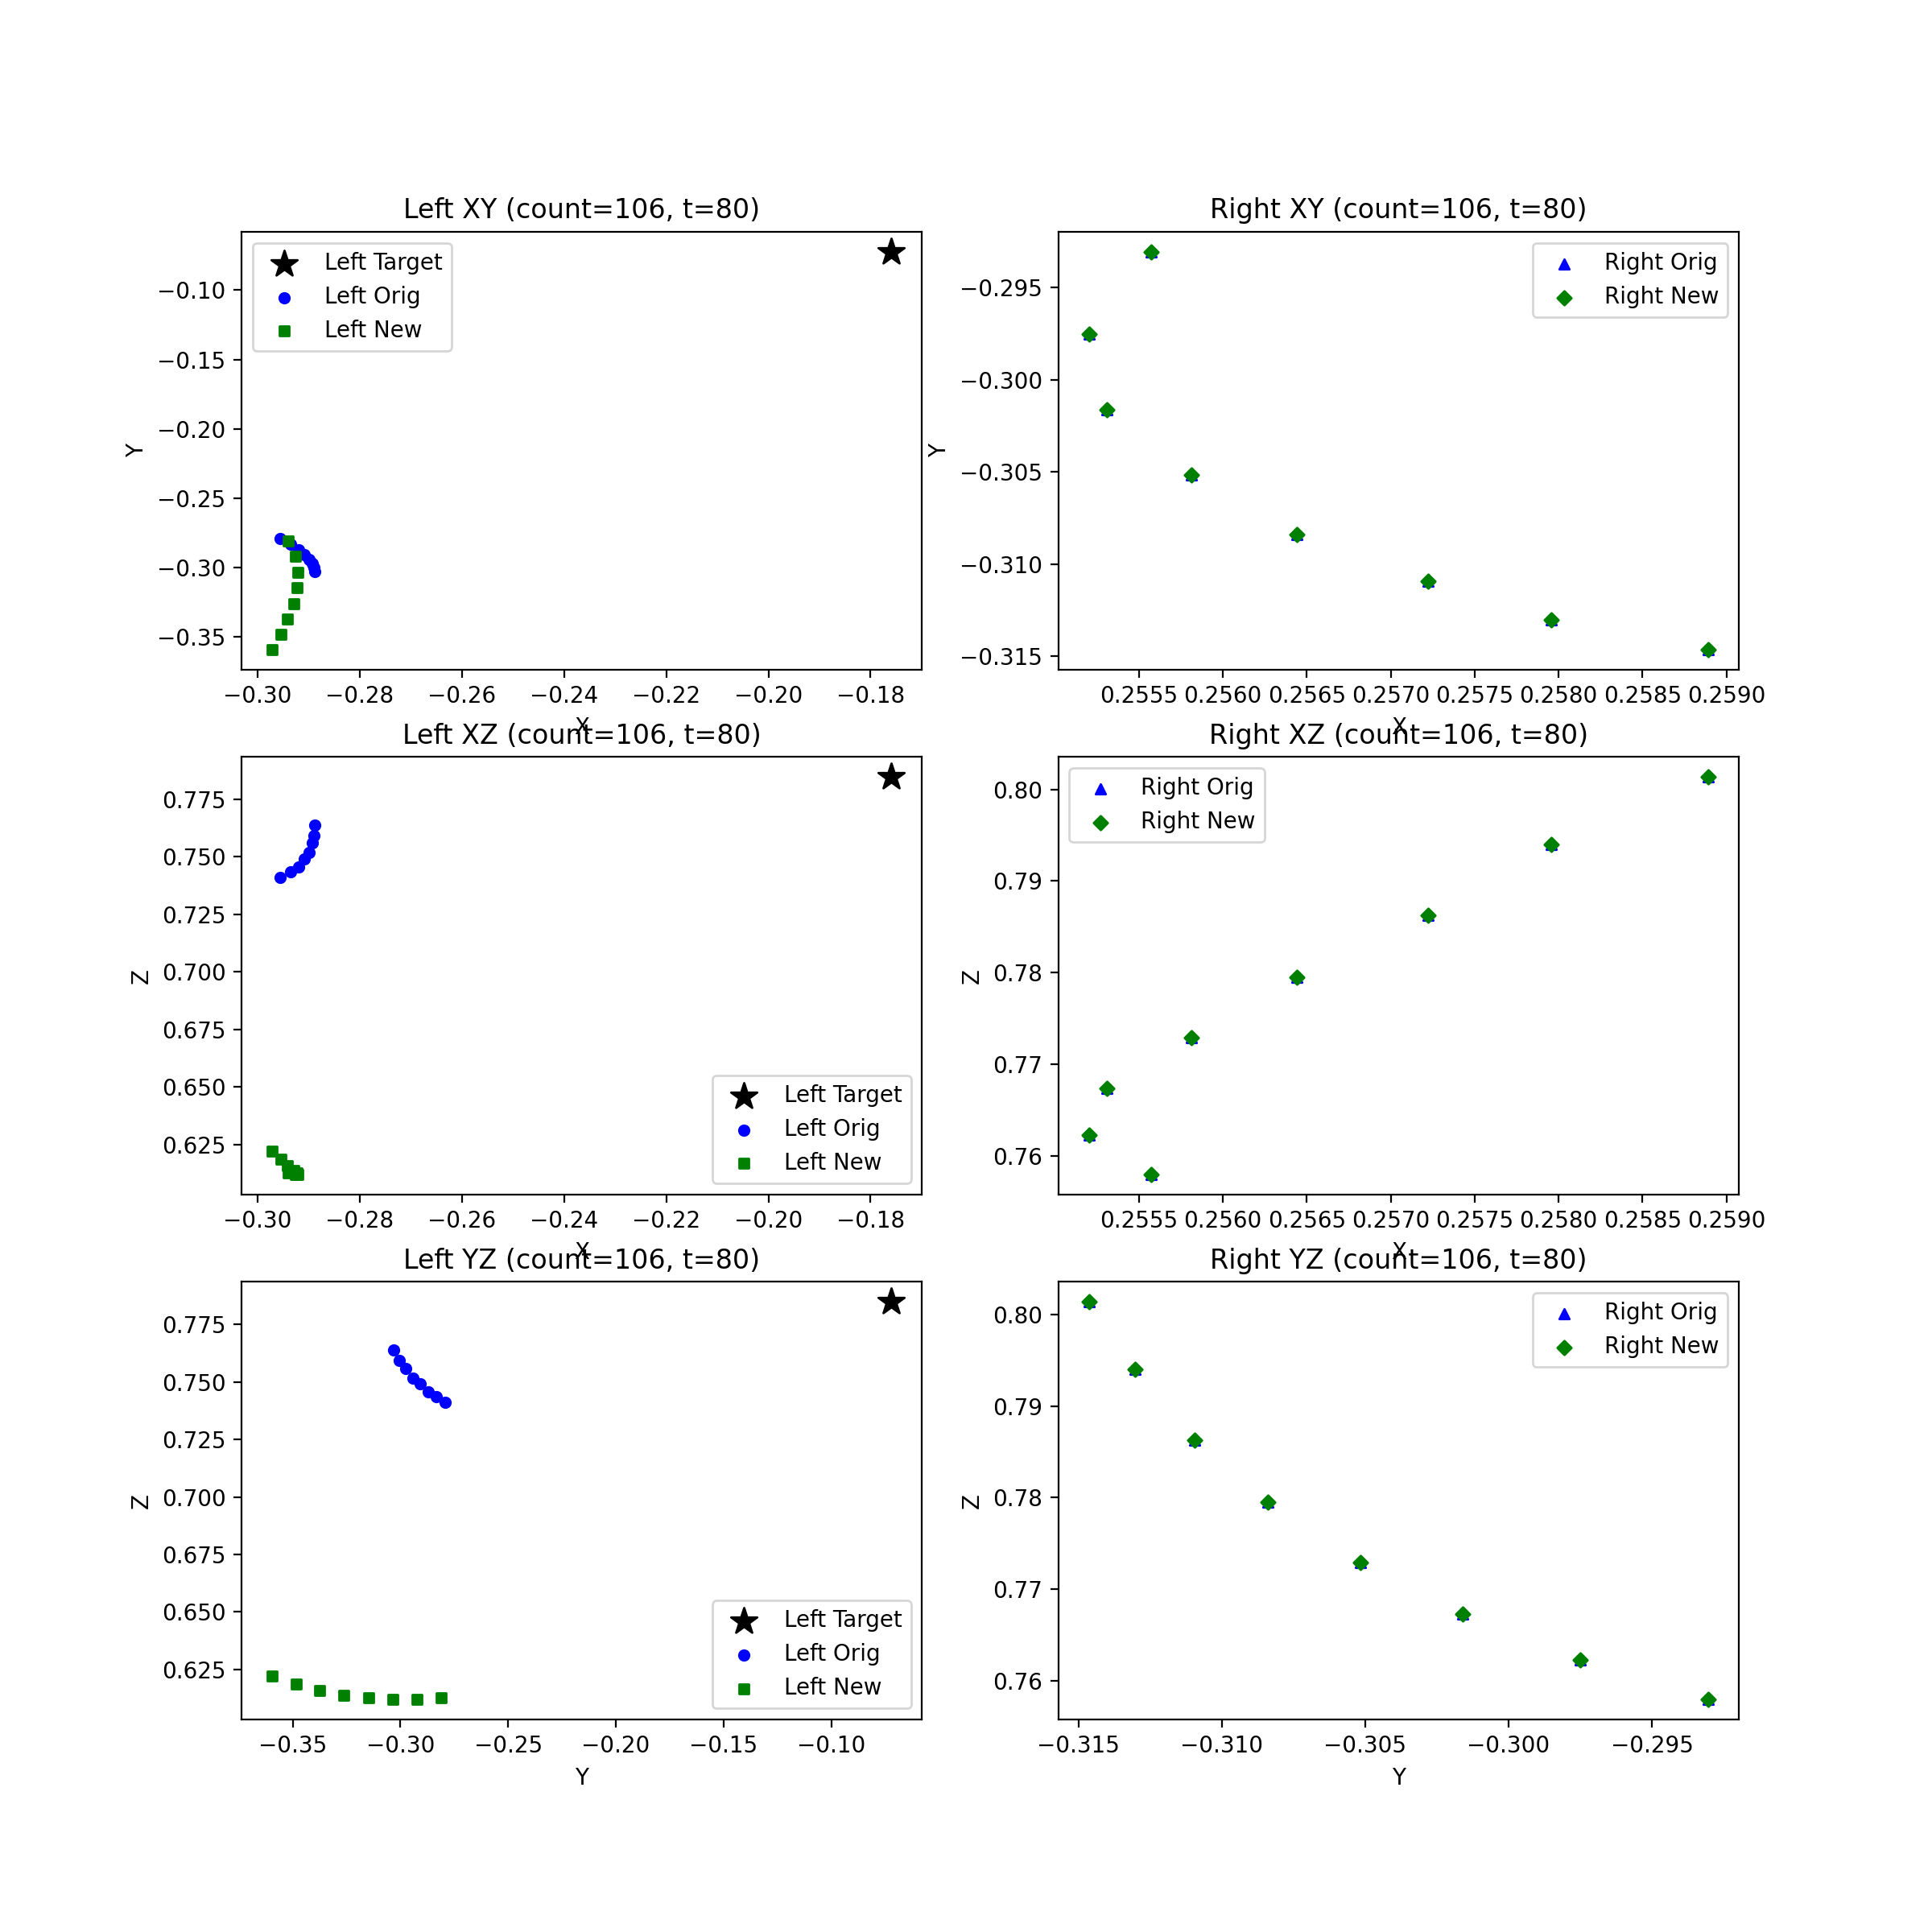 Left XY (count=106, t=80)
Left Target
Left Orig
Left New
Y
−0.10
−0.15
−0.20
−0.25
−0.30
−0.35
−0.30 −0.28 −0.26 −0.24 −0.22 −0.20 −0.18
X
Right XY (count=106, t=80)
Right Orig
Right New
Y
−0.295
−0.300
−0.305
−0.310
−0.315
0.2555 0.2560 0.2565 0.2570 0.2575 0.2580 0.2585 0.2590
X
Left XZ (count=106, t=80)
Left Target
Left Orig
Left New
Z
0.775
0.750
0.725
0.700
0.675
0.650
0.625
−0.30 −0.28 −0.26 −0.24 −0.22 −0.20 −0.18
X
Right XZ (count=106, t=80)
Right Orig
Right New
Z
0.80
0.79
0.78
0.77
0.76
0.2555 0.2560 0.2565 0.2570 0.2575 0.2580 0.2585 0.2590
X
Left YZ (count=106, t=80)
Left Target
Left Orig
Left New
Z
0.775
0.750
0.725
0.700
0.675
0.650
0.625
−0.35 −0.30 −0.25 −0.20 −0.15 −0.10
Y
Right YZ (count=106, t=80)
Right Orig
Right New
Z
0.80
0.79
0.78
0.77
0.76
−0.315 −0.310 −0.305 −0.300 −0.295
Y